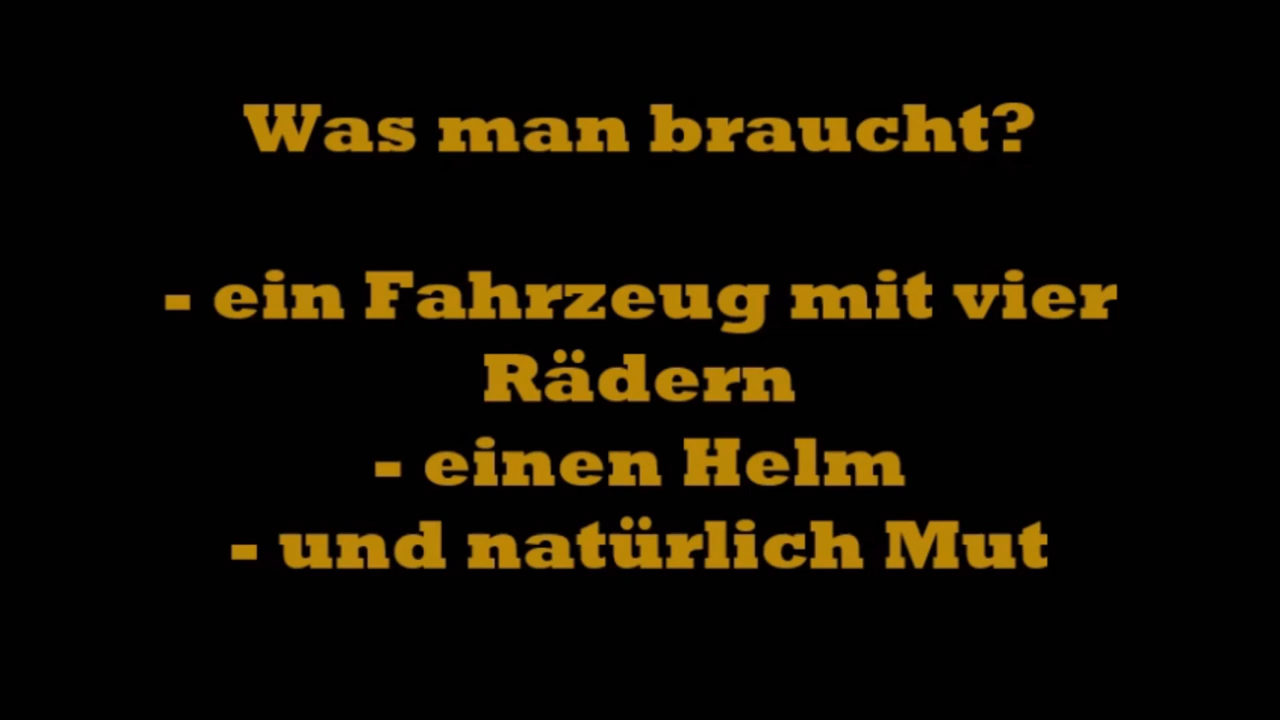 Was man braucht?
- ein Fahrzeug mit vier
Rädern
- einen Helm
- und natürlich Mut